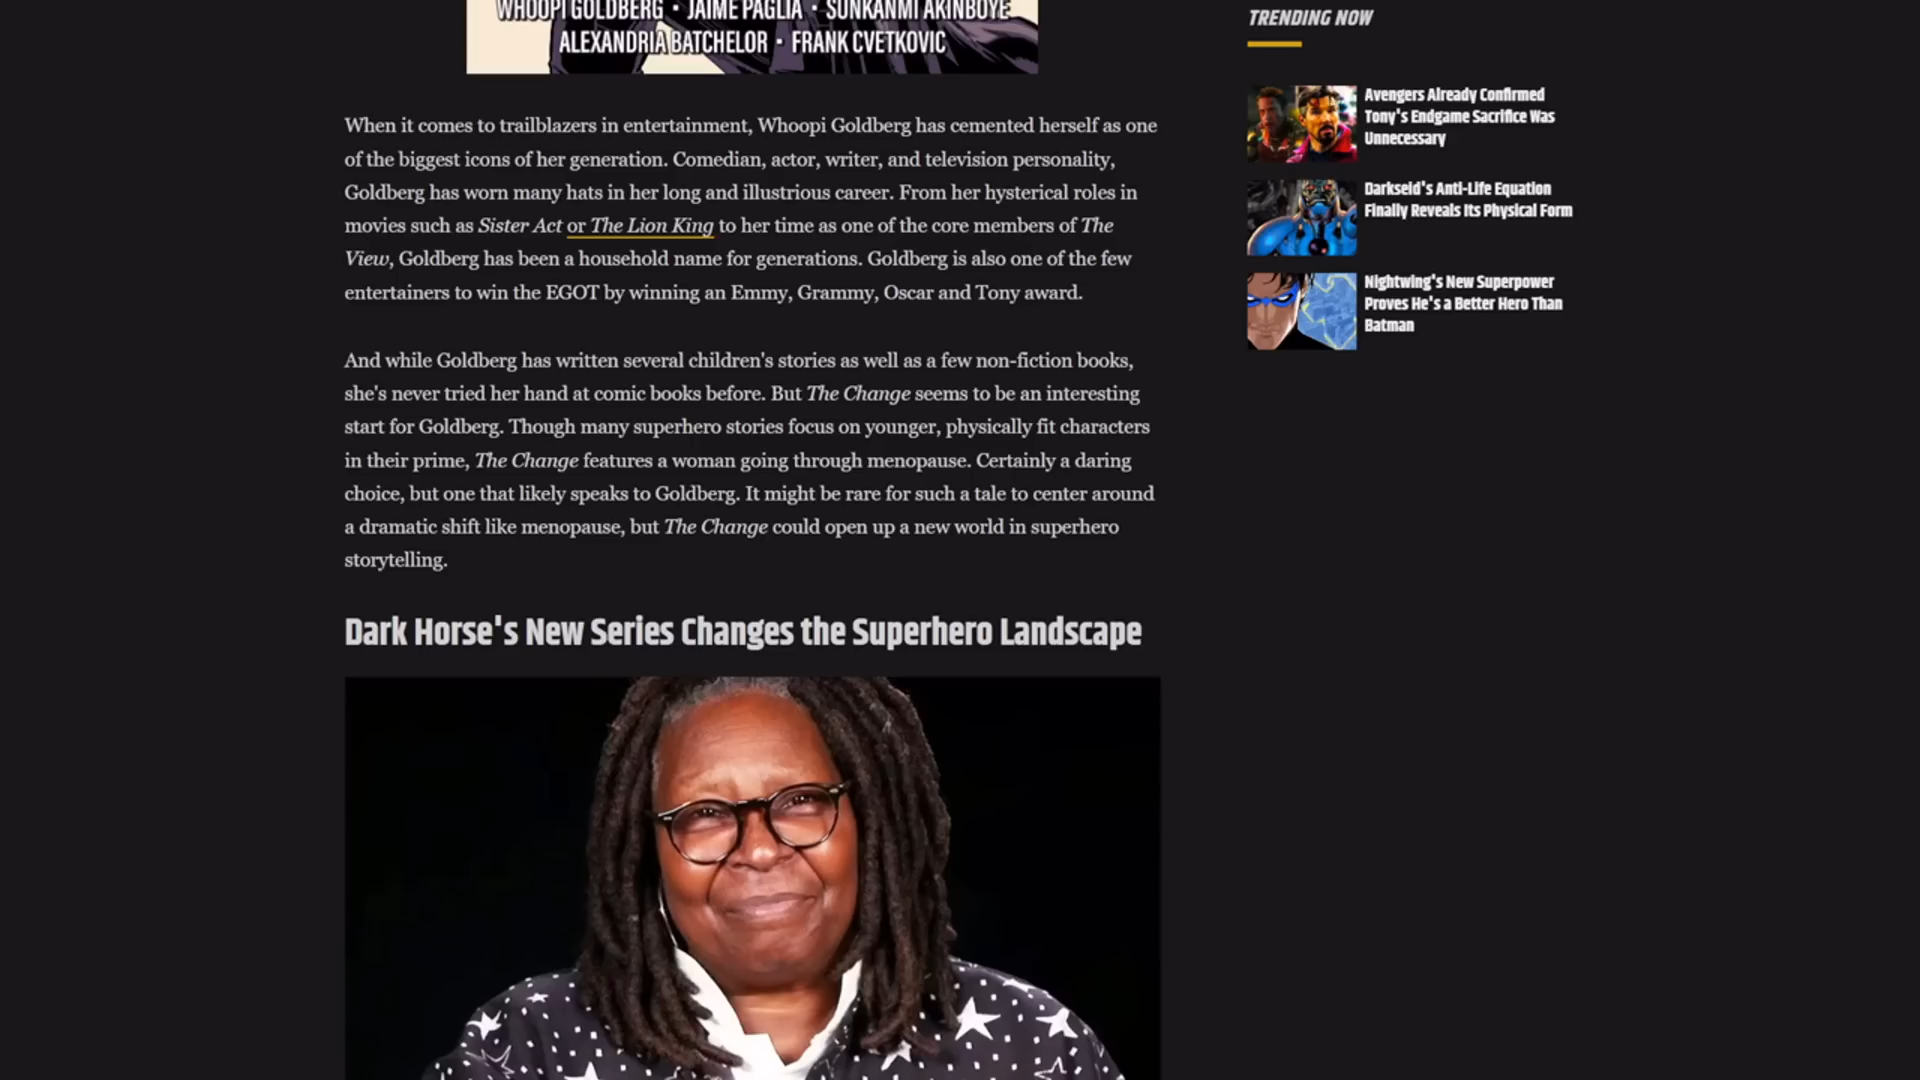 WHOOPI GOLDBERG · JAIME PAGLIA · SUNKANMI AKINBOYE
ALEXANDRIA BATCHELOR · FRANK CVETKOVIC
When it comes to trailblazers in entertainment, Whoopi Goldberg has cemented herself as one
of the biggest icons of her generation. Comedian, actor, writer, and television personality,
Goldberg has worn many hats in her long and illustrious career. From her hysterical roles in
movies such as Sister Act or The Lion King to her time as one of the core members of The
View, Goldberg has been a household name for generations. Goldberg is also one of the few
entertainers to win the EGOT by winning an Emmy, Grammy, Oscar and Tony award.
And while Goldberg has written several children's stories as well as a few non-fiction books,
she's never tried her hand at comic books before. But The Change seems to be an interesting
start for Goldberg. Though many superhero stories focus on younger, physically fit characters
in their prime, The Change features a woman going through menopause. Certainly a daring
choice, but one that likely speaks to Goldberg. It might be rare for such a tale to center around
a dramatic shift like menopause, but The Change could open up a new world in superhero
storytelling.
Dark Horse's New Series Changes the Superhero Landscape
TRENDING NOW
Avengers Already Confirmed
Tony's Endgame Sacrifice Was
Unnecessary
Darkseid's Anti-Life Equation
Finally Reveals Its Physical Form
Nightwing's New Superpower
Proves He's a Better Hero Than
Batman